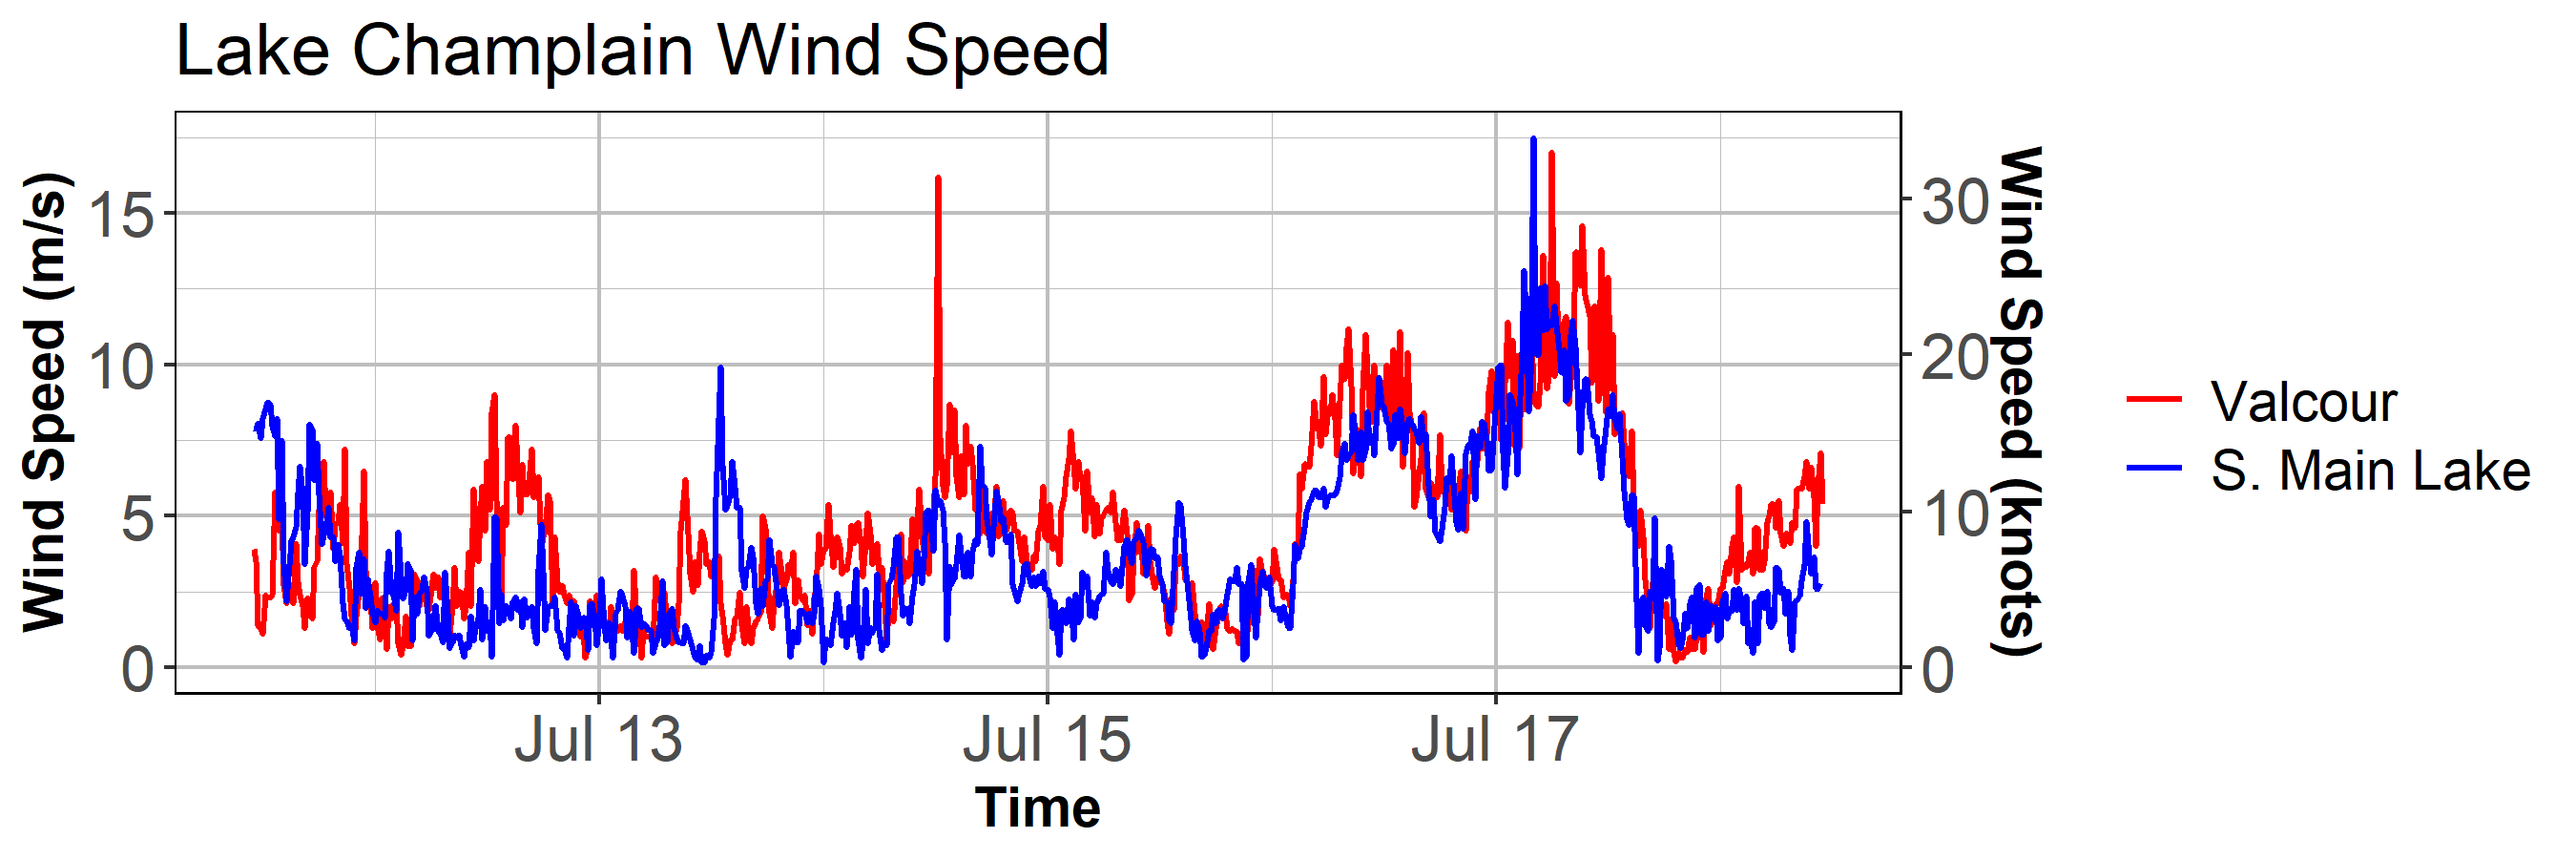 Lake Champlain Wind Speed
Wind Speed (m/s)
15
10
5
0
30
20
10
0
Wind Speed (knots)
Jul 13
Jul 15
Jul 17
Time
Valcour
S. Main Lake